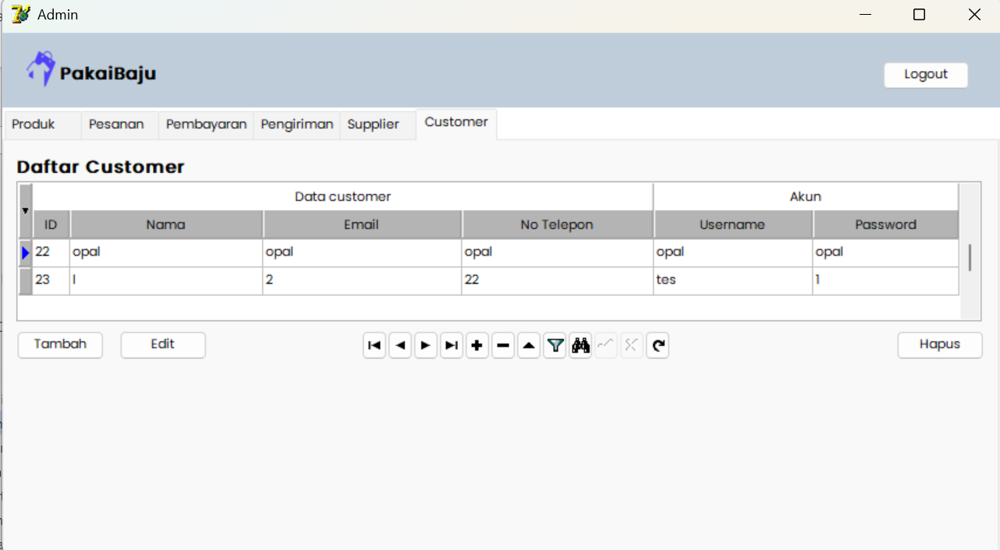 Admin
PakaiBaju
Logout
Produk Pesanan Pembayaran Pengiriman Supplier Customer
Daftar Customer
Data customer Akun
ID Nama Email No Telepon Username Password
22 opal opal opal opal opal
23 l 2 22 tes 1
Tambah Edit Hapus